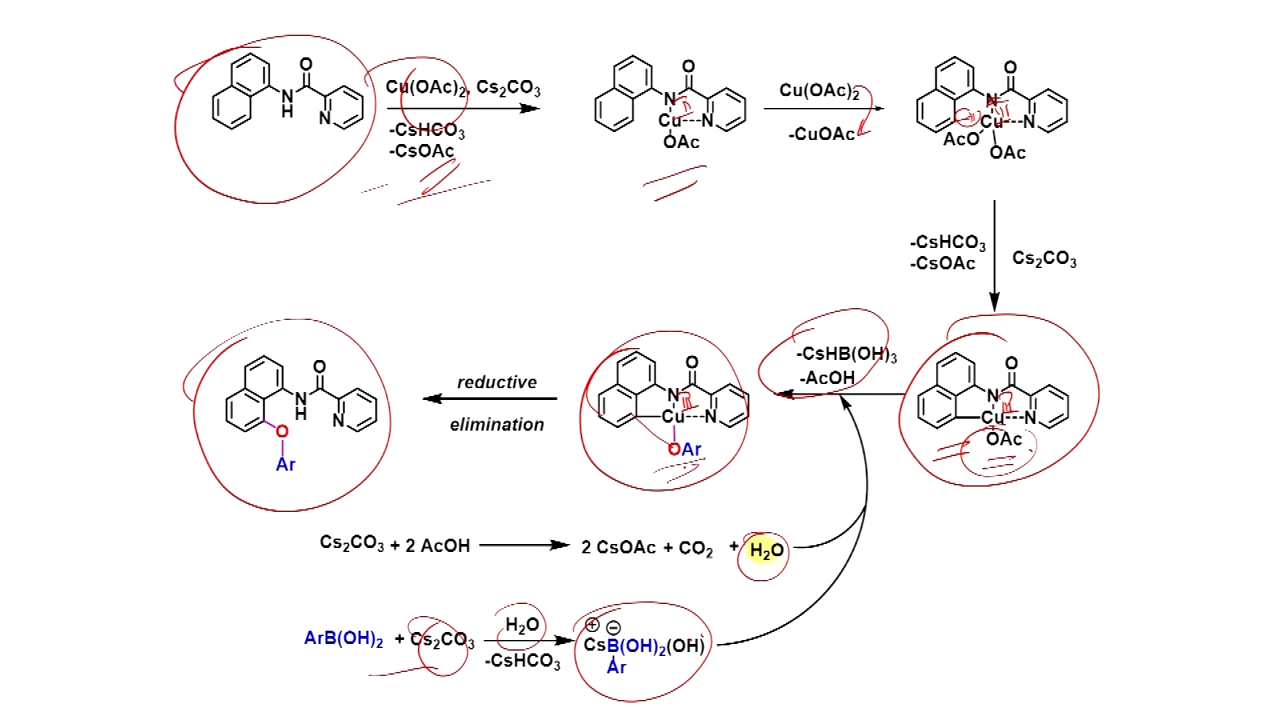 O
NH
N
Cu(OAc)₂, Cs₂CO₃
-CsHCO₃
-CsOAc
O
N
Cu
N
OAc
Cu(OAc)₂
-CuOAc
O
N
Cu
N
AcO
OAc
-CsHCO₃
-CsOAc
Cs₂CO₃
O
N
Cu
N
OAc
-CsHB(OH)₃
-AcOH
O
N
Cu
N
OAr
reductive
elimination
O
NH
N
O
Ar
Cs₂CO₃ + 2 AcOH
2 CsOAc + CO₂ + H₂O
ArB(OH)₂ + Cs₂CO₃
H₂O
-CsHCO₃
⊕ ⊖
CsB(OH)₂(OH)
Ar